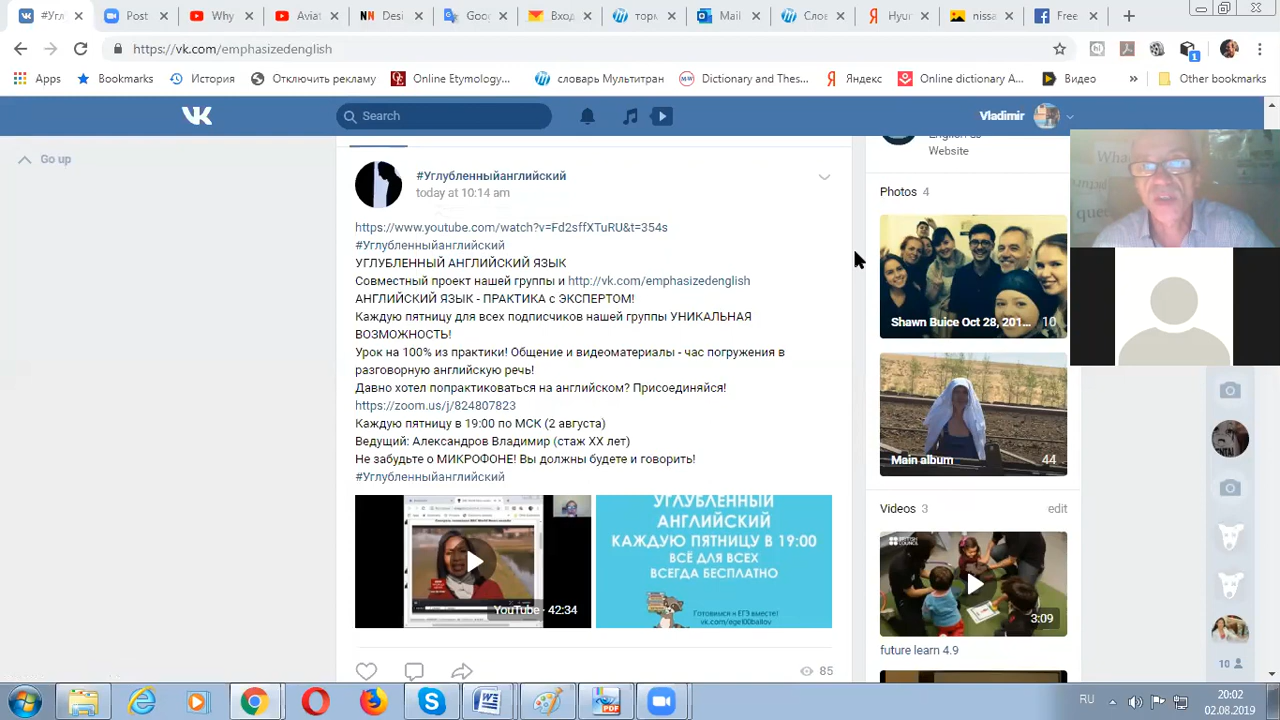 #Угл
Post
Why
Aviat
Desi
Goog
Вход
торм
Mail
Слов
Hyun
nissa
Free
https://vk.com/emphasizedenglish
Apps
Bookmarks
История
Отключить рекламу
Online Etymology...
словарь Мультитран
Dictionary and Thes...
Яндекс
Online dictionary A...
Видео
»
Other bookmarks
Search
Vladimir
Go up
Website
#Углубленныйанглийский
today at 10:14 am
https://www.youtube.com/watch?v=Fd2sffXTuRU&t=354s
#Углубленныйанглийский
УГЛУБЛЕННЫЙ АНГЛИЙСКИЙ ЯЗЫК
Совместный проект нашей группы и http://vk.com/emphasizedenglish
АНГЛИЙСКИЙ ЯЗЫК - ПРАКТИКА с ЭКСПЕРТОМ!
Каждую пятницу для всех подписчиков нашей группы УНИКАЛЬНАЯ
ВОЗМОЖНОСТЬ!
Урок на 100% из практики! Общение и видеоматериалы - час погружения в
разговорную английскую речь!
Давно хотел попрактиковаться на английском? Присоединяйся!
https://zoom.us/j/824807823
Каждую пятницу в 19:00 по МСК (2 августа)
Ведущий: Александров Владимир (стаж XX лет)
Не забудьте о МИКРОФОНЕ! Вы должны будете и говорить!
#Углубленныйанглийский
YouTube · 42:34
УГЛУБЛЕННЫЙ
АНГЛИЙСКИЙ
КАЖДУЮ ПЯТНИЦУ В 19:00
ВСЁ ДЛЯ ВСЕХ
ВСЕГДА БЕСПЛАТНО
Готовимся к ЕГЭ вместе!
vk.com/ege100ballov
85
Photos 4
Shawn Buice Oct 28, 201... 10
Main album 44
Videos 3 edit
BRITISH
COUNCIL
3:09
future learn 4.9
10
RU
20:02
02.08.2019